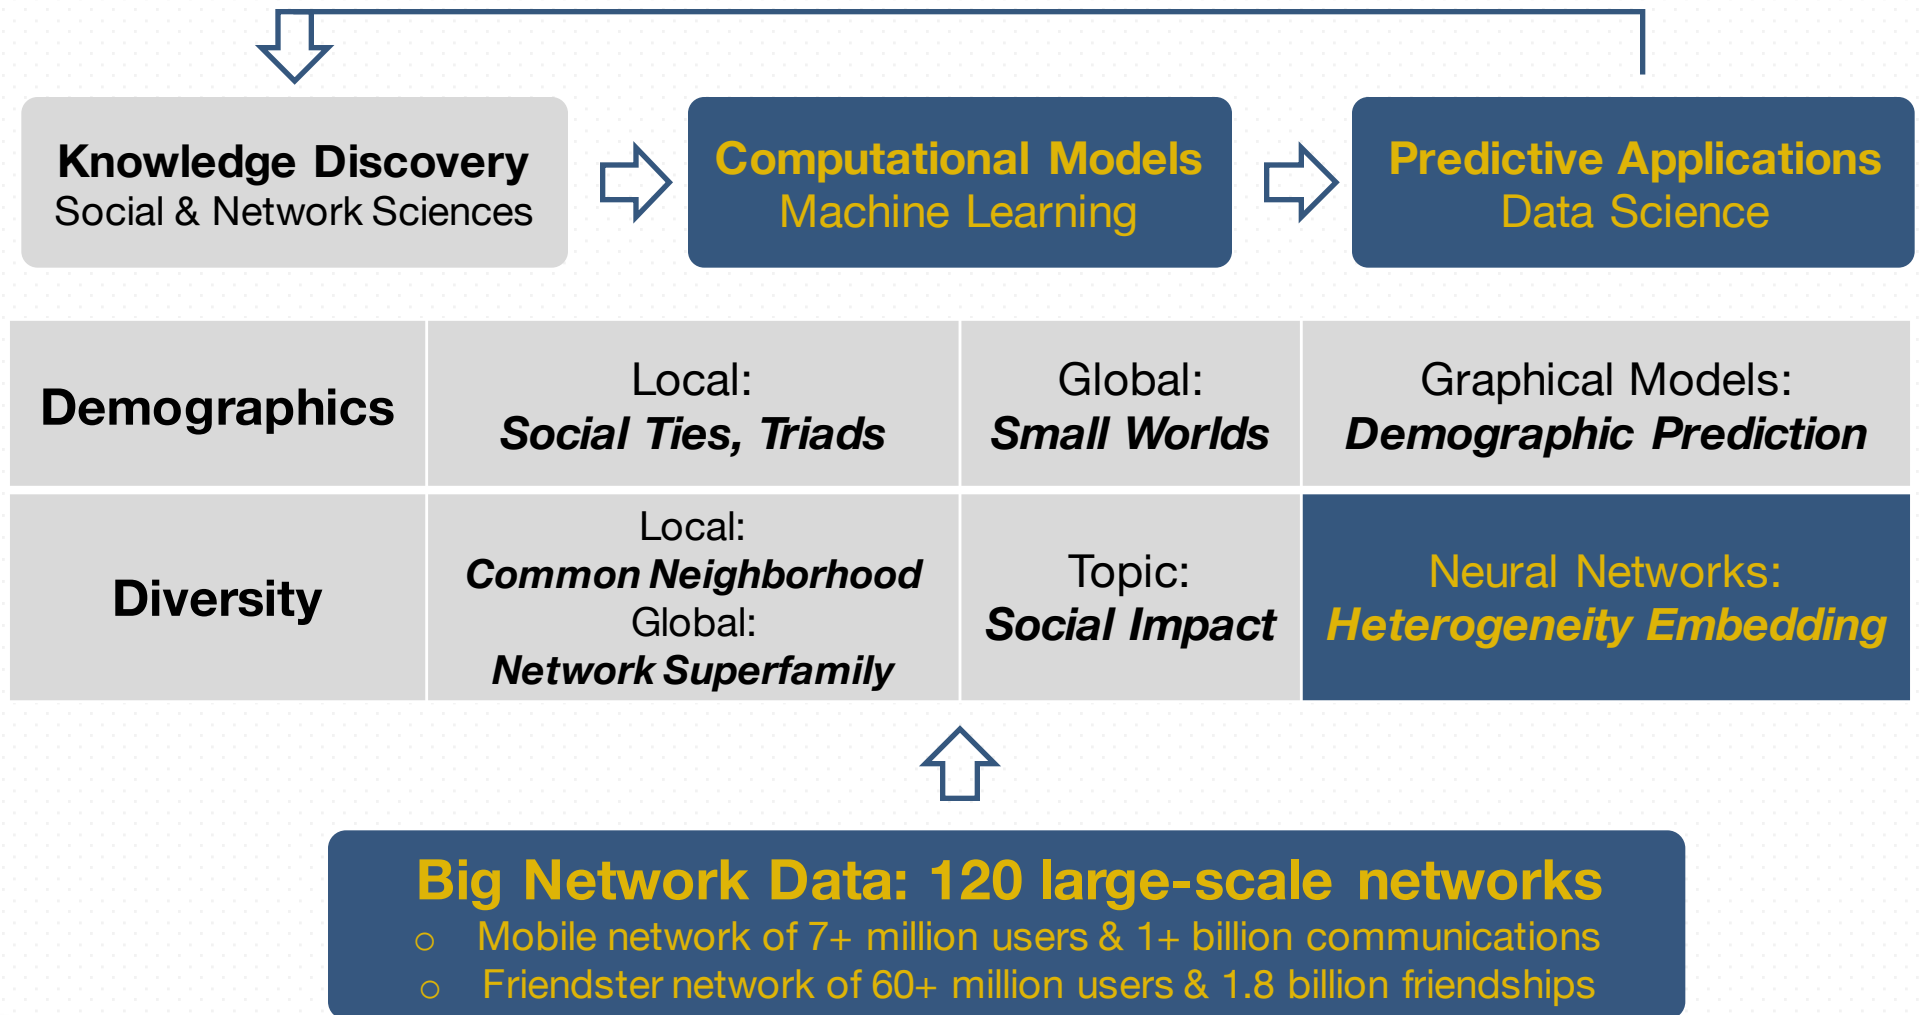 Knowledge Discovery
Social & Network Sciences
Computational Models
Machine Learning
Predictive Applications
Data Science
Demographics
Local:
Social Ties, Triads
Global:
Small Worlds
Graphical Models:
Demographic Prediction
Diversity
Local:
Common Neighborhood
Global:
Network Superfamily
Topic:
Social Impact
Neural Networks:
Heterogeneity Embedding
Big Network Data: 120 large-scale networks
○ Mobile network of 7+ million users & 1+ billion communications
○ Friendster network of 60+ million users & 1.8 billion friendships